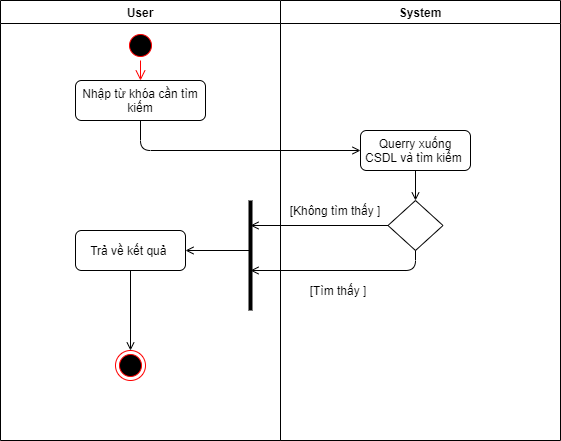 User
System
Nhập từ khóa cần tìm
kiếm
Querry xuống
CSDL và tìm kiếm
[Không tìm thấy ]
Trả về kết quả
[Tìm thấy ]